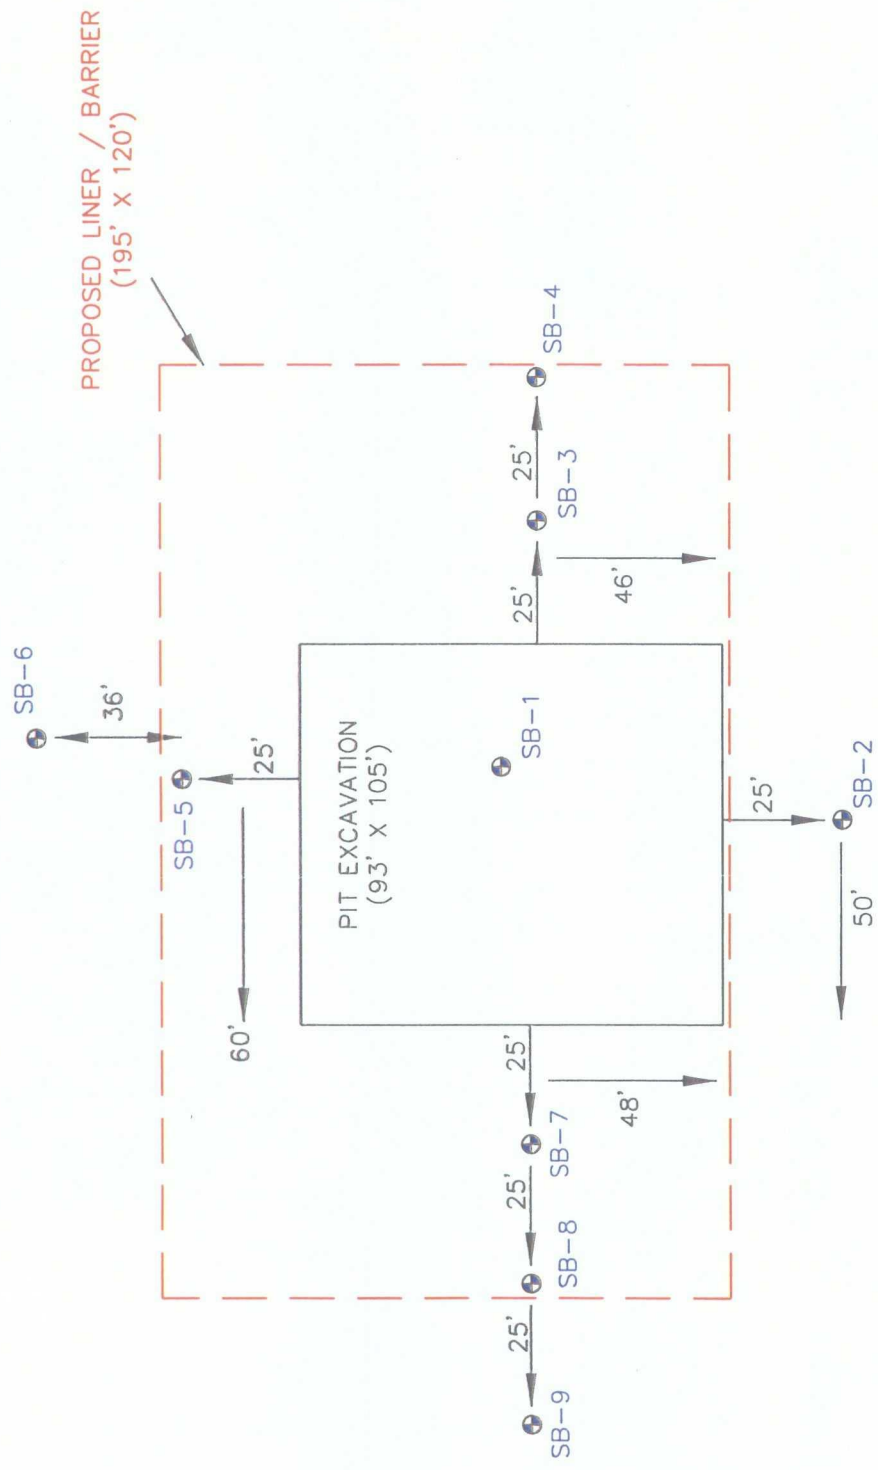 PROPOSED LINER / BARRIER
(195' X 120')
SB-6
36'
SB-5
25'
60'
PIT EXCAVATION
(93' X 105')
SB-1
SB-4
25'
SB-3
25'
46'
25'
SB-7
25'
SB-8
25'
SB-9
48'
25'
SB-2
50'